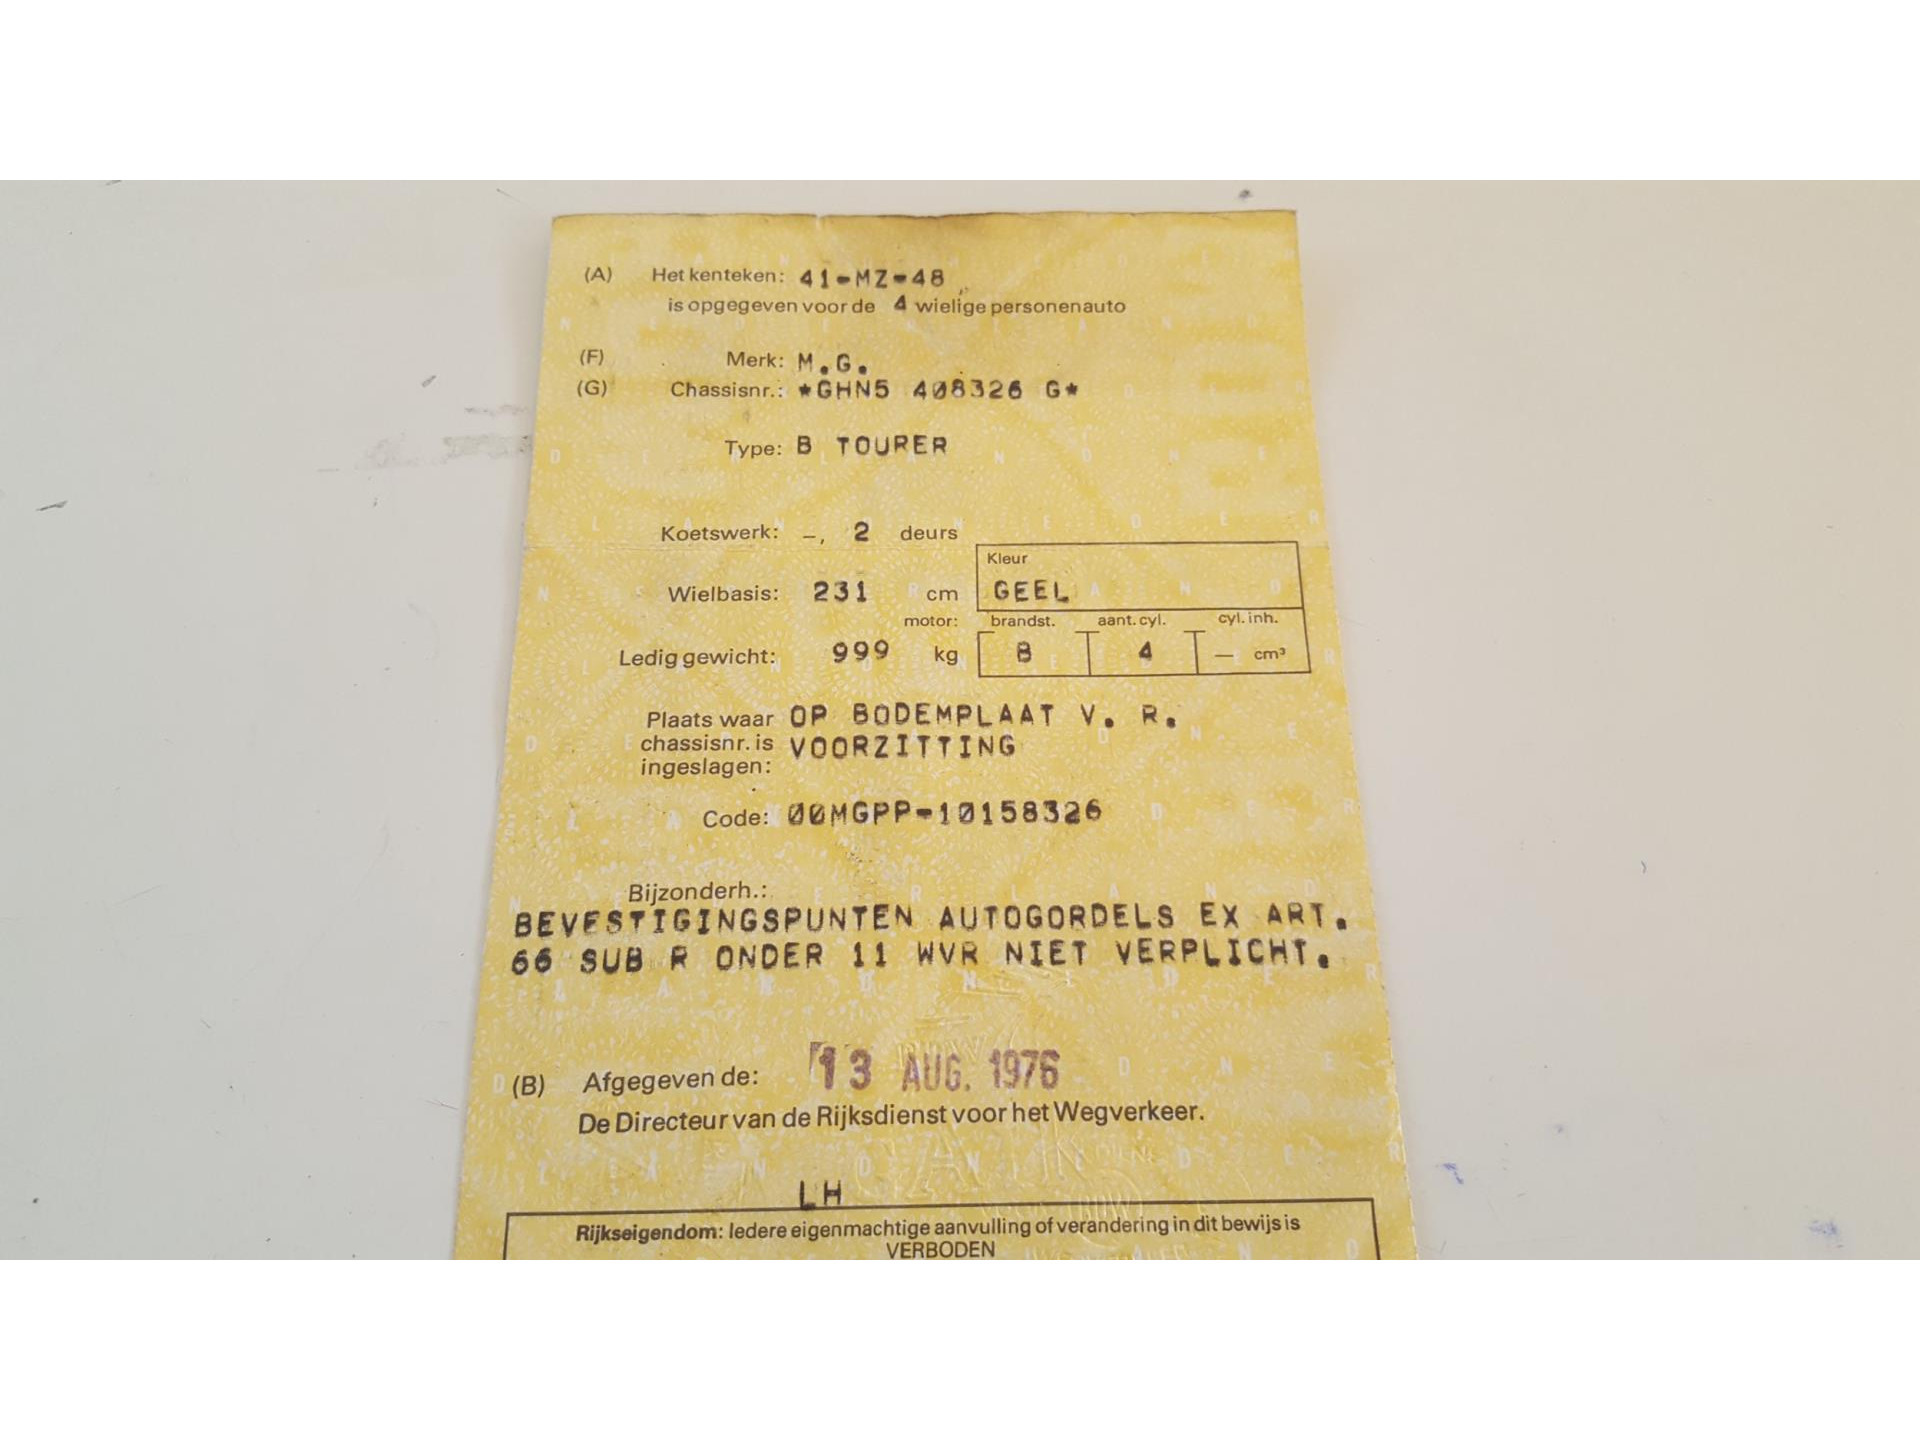 (A) Het kenteken: 41-MZ-48
is opgegeven voor de 4 wielige personenauto
(F) Merk: M.G.
(G) Chassisnr.: *GHN5 408326 G*
Type: B TOURER
Koetswerk: –, 2 deurs
Kleur
Wielbasis: 231 cm GEEL
motor: brandst. aant. cyl. cyl. inh.
Ledig gewicht: 999 kg B 4 — cm³
Plaats waar OP BODEMPLAAT V. R.
chassisnr. is VOORZITTING
ingeslagen:
Code: 00MGPP-10158326
Bijzonderh.:
BEVESTIGINGSPUNTEN AUTOGORDELS EX ART.
66 SUB R ONDER 11 WVR NIET VERPLICHT.
(B) Afgegeven de: 13 AUG. 1976
De Directeur van de Rijksdienst voor het Wegverkeer.
LH
Rijkseigendom: Iedere eigenmachtige aanvulling of verandering in dit bewijs is
VERBODEN